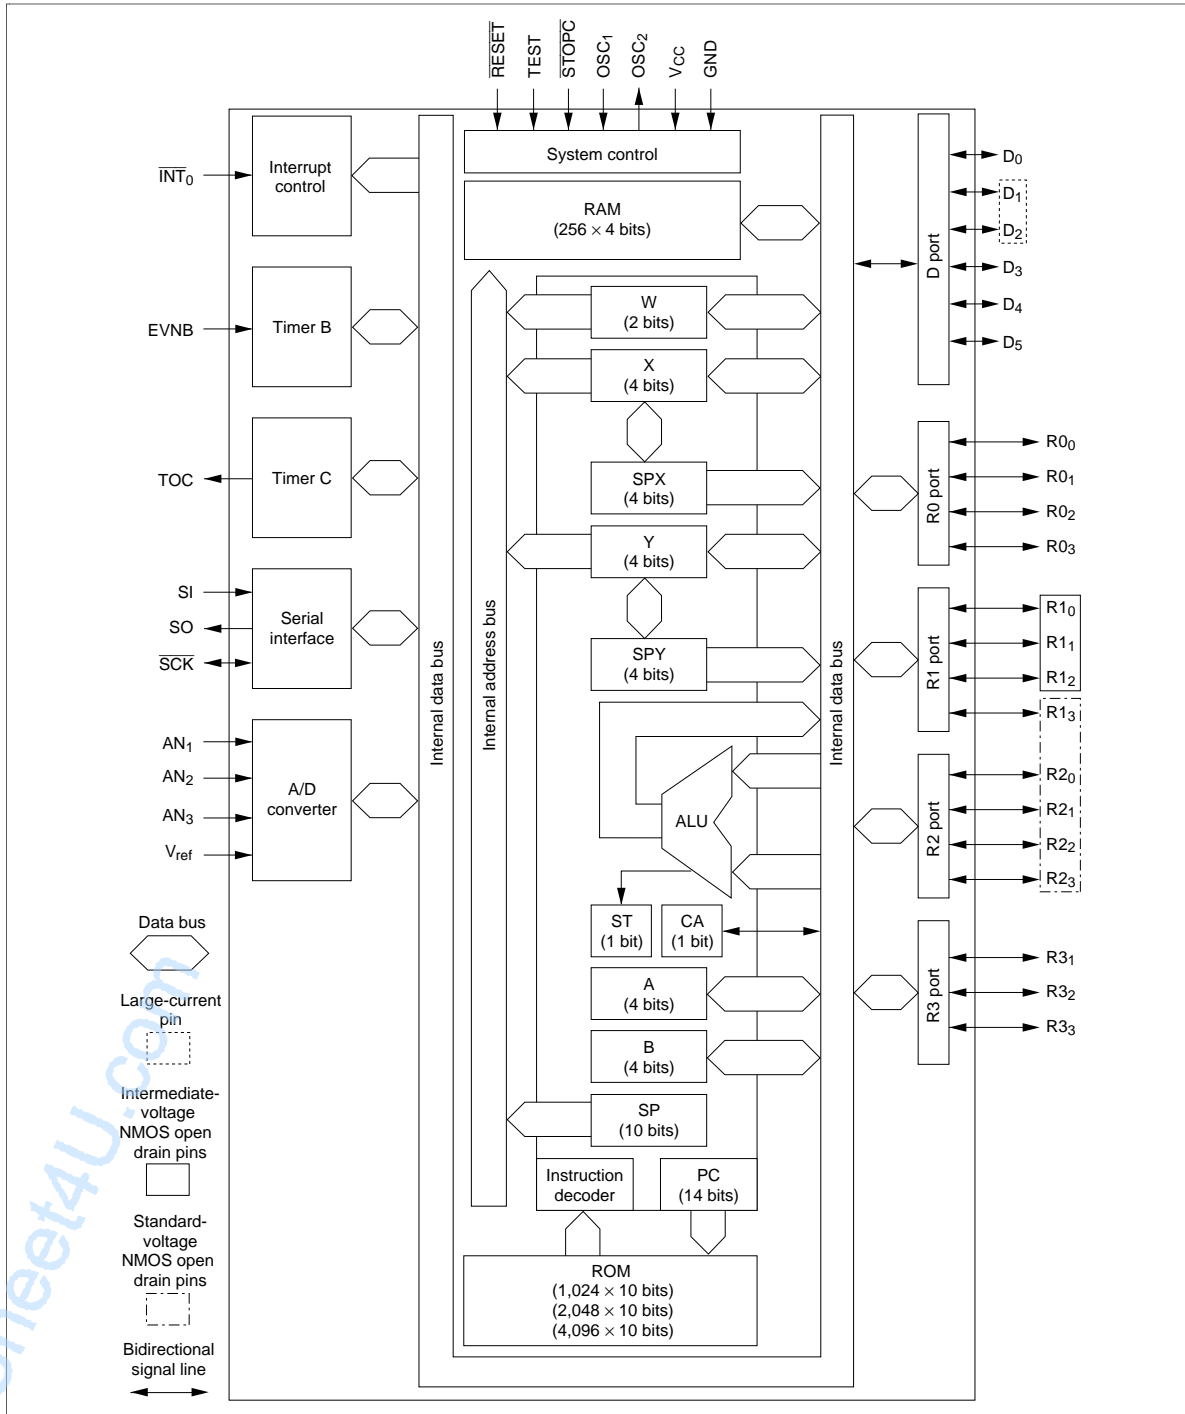 RESET
TEST
STOPC
OSC1
OSC2
VCC
GND
System control
RAM
(256 × 4 bits)
INT0
Interrupt
control
EVNB
Timer B
TOC
Timer C
SI
SO
SCK
Serial
interface
AN1
AN2
AN3
Vref
A/D
converter
Internal data bus
Internal address bus
W
(2 bits)
X
(4 bits)
SPX
(4 bits)
Y
(4 bits)
SPY
(4 bits)
ALU
ST
(1 bit)
CA
(1 bit)
A
(4 bits)
B
(4 bits)
SP
(10 bits)
Instruction
decoder
PC
(14 bits)
ROM
(1,024 × 10 bits)
(2,048 × 10 bits)
(4,096 × 10 bits)
Internal data bus
D port
D0
D1
D2
D3
D4
D5
R0 port
R00
R01
R02
R03
R1 port
R10
R11
R12
R13
R2 port
R20
R21
R22
R23
R3 port
R31
R32
R33
Data bus
Large-current
pin
Intermediate-
voltage
NMOS open
drain pins
Standard-
voltage
NMOS open
drain pins
Bidirectional
signal line
neet4U.com